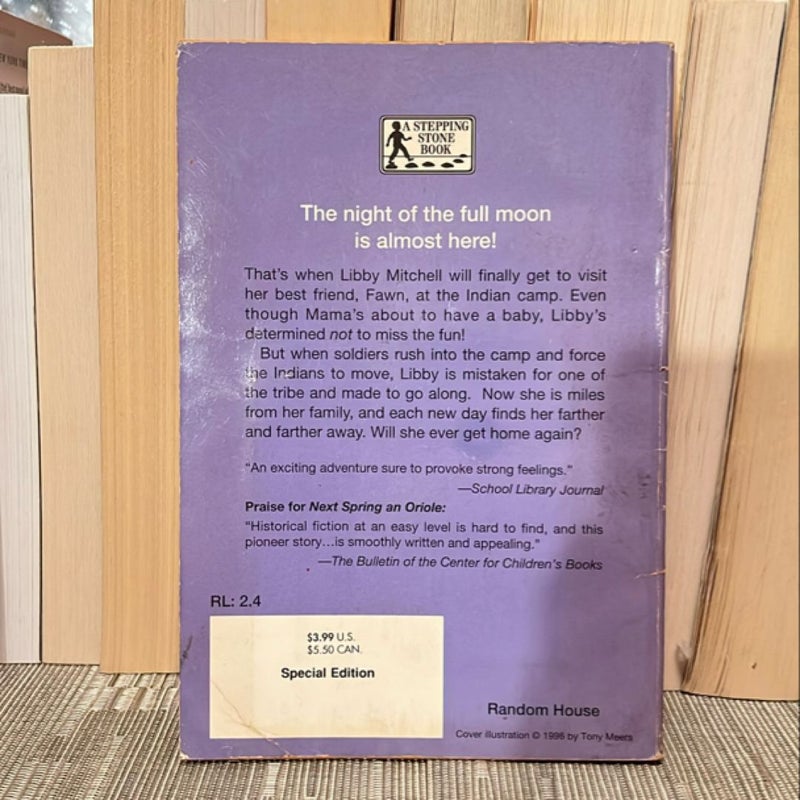 A STEPPING
STONE
BOOK
The night of the full moon
is almost here!
That's when Libby Mitchell will finally get to visit
her best friend, Fawn, at the Indian camp. Even
though Mama's about to have a baby, Libby's
determined not to miss the fun!
But when soldiers rush into the camp and force
the Indians to move, Libby is mistaken for one of
the tribe and made to go along. Now she is miles
from her family, and each new day finds her farther
and farther away. Will she ever get home again?
"An exciting adventure sure to provoke strong feelings."
—School Library Journal
Praise for Next Spring an Oriole:
"Historical fiction at an easy level is hard to find, and this
pioneer story...is smoothly written and appealing."
—The Bulletin of the Center for Children's Books
RL: 2.4
$3.99 U.S.
$5.50 CAN.
Special Edition
Random House
Cover illustration © 1996 by Tony Meers